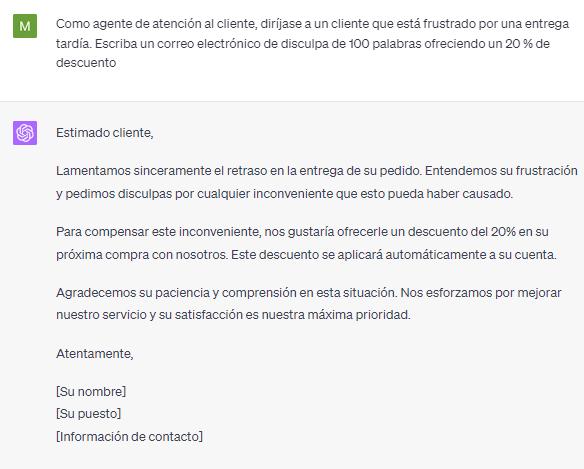 M
Como agente de atención al cliente, diríjase a un cliente que está frustrado por una entrega
tardía. Escriba un correo electrónico de disculpa de 100 palabras ofreciendo un 20 % de
descuento
Estimado cliente,
Lamentamos sinceramente el retraso en la entrega de su pedido. Entendemos su frustración
y pedimos disculpas por cualquier inconveniente que esto pueda haber causado.
Para compensar este inconveniente, nos gustaría ofrecerle un descuento del 20% en su
próxima compra con nosotros. Este descuento se aplicará automáticamente a su cuenta.
Agradecemos su paciencia y comprensión en esta situación. Nos esforzamos por mejorar
nuestro servicio y su satisfacción es nuestra máxima prioridad.
Atentamente,
[Su nombre]
[Su puesto]
[Información de contacto]